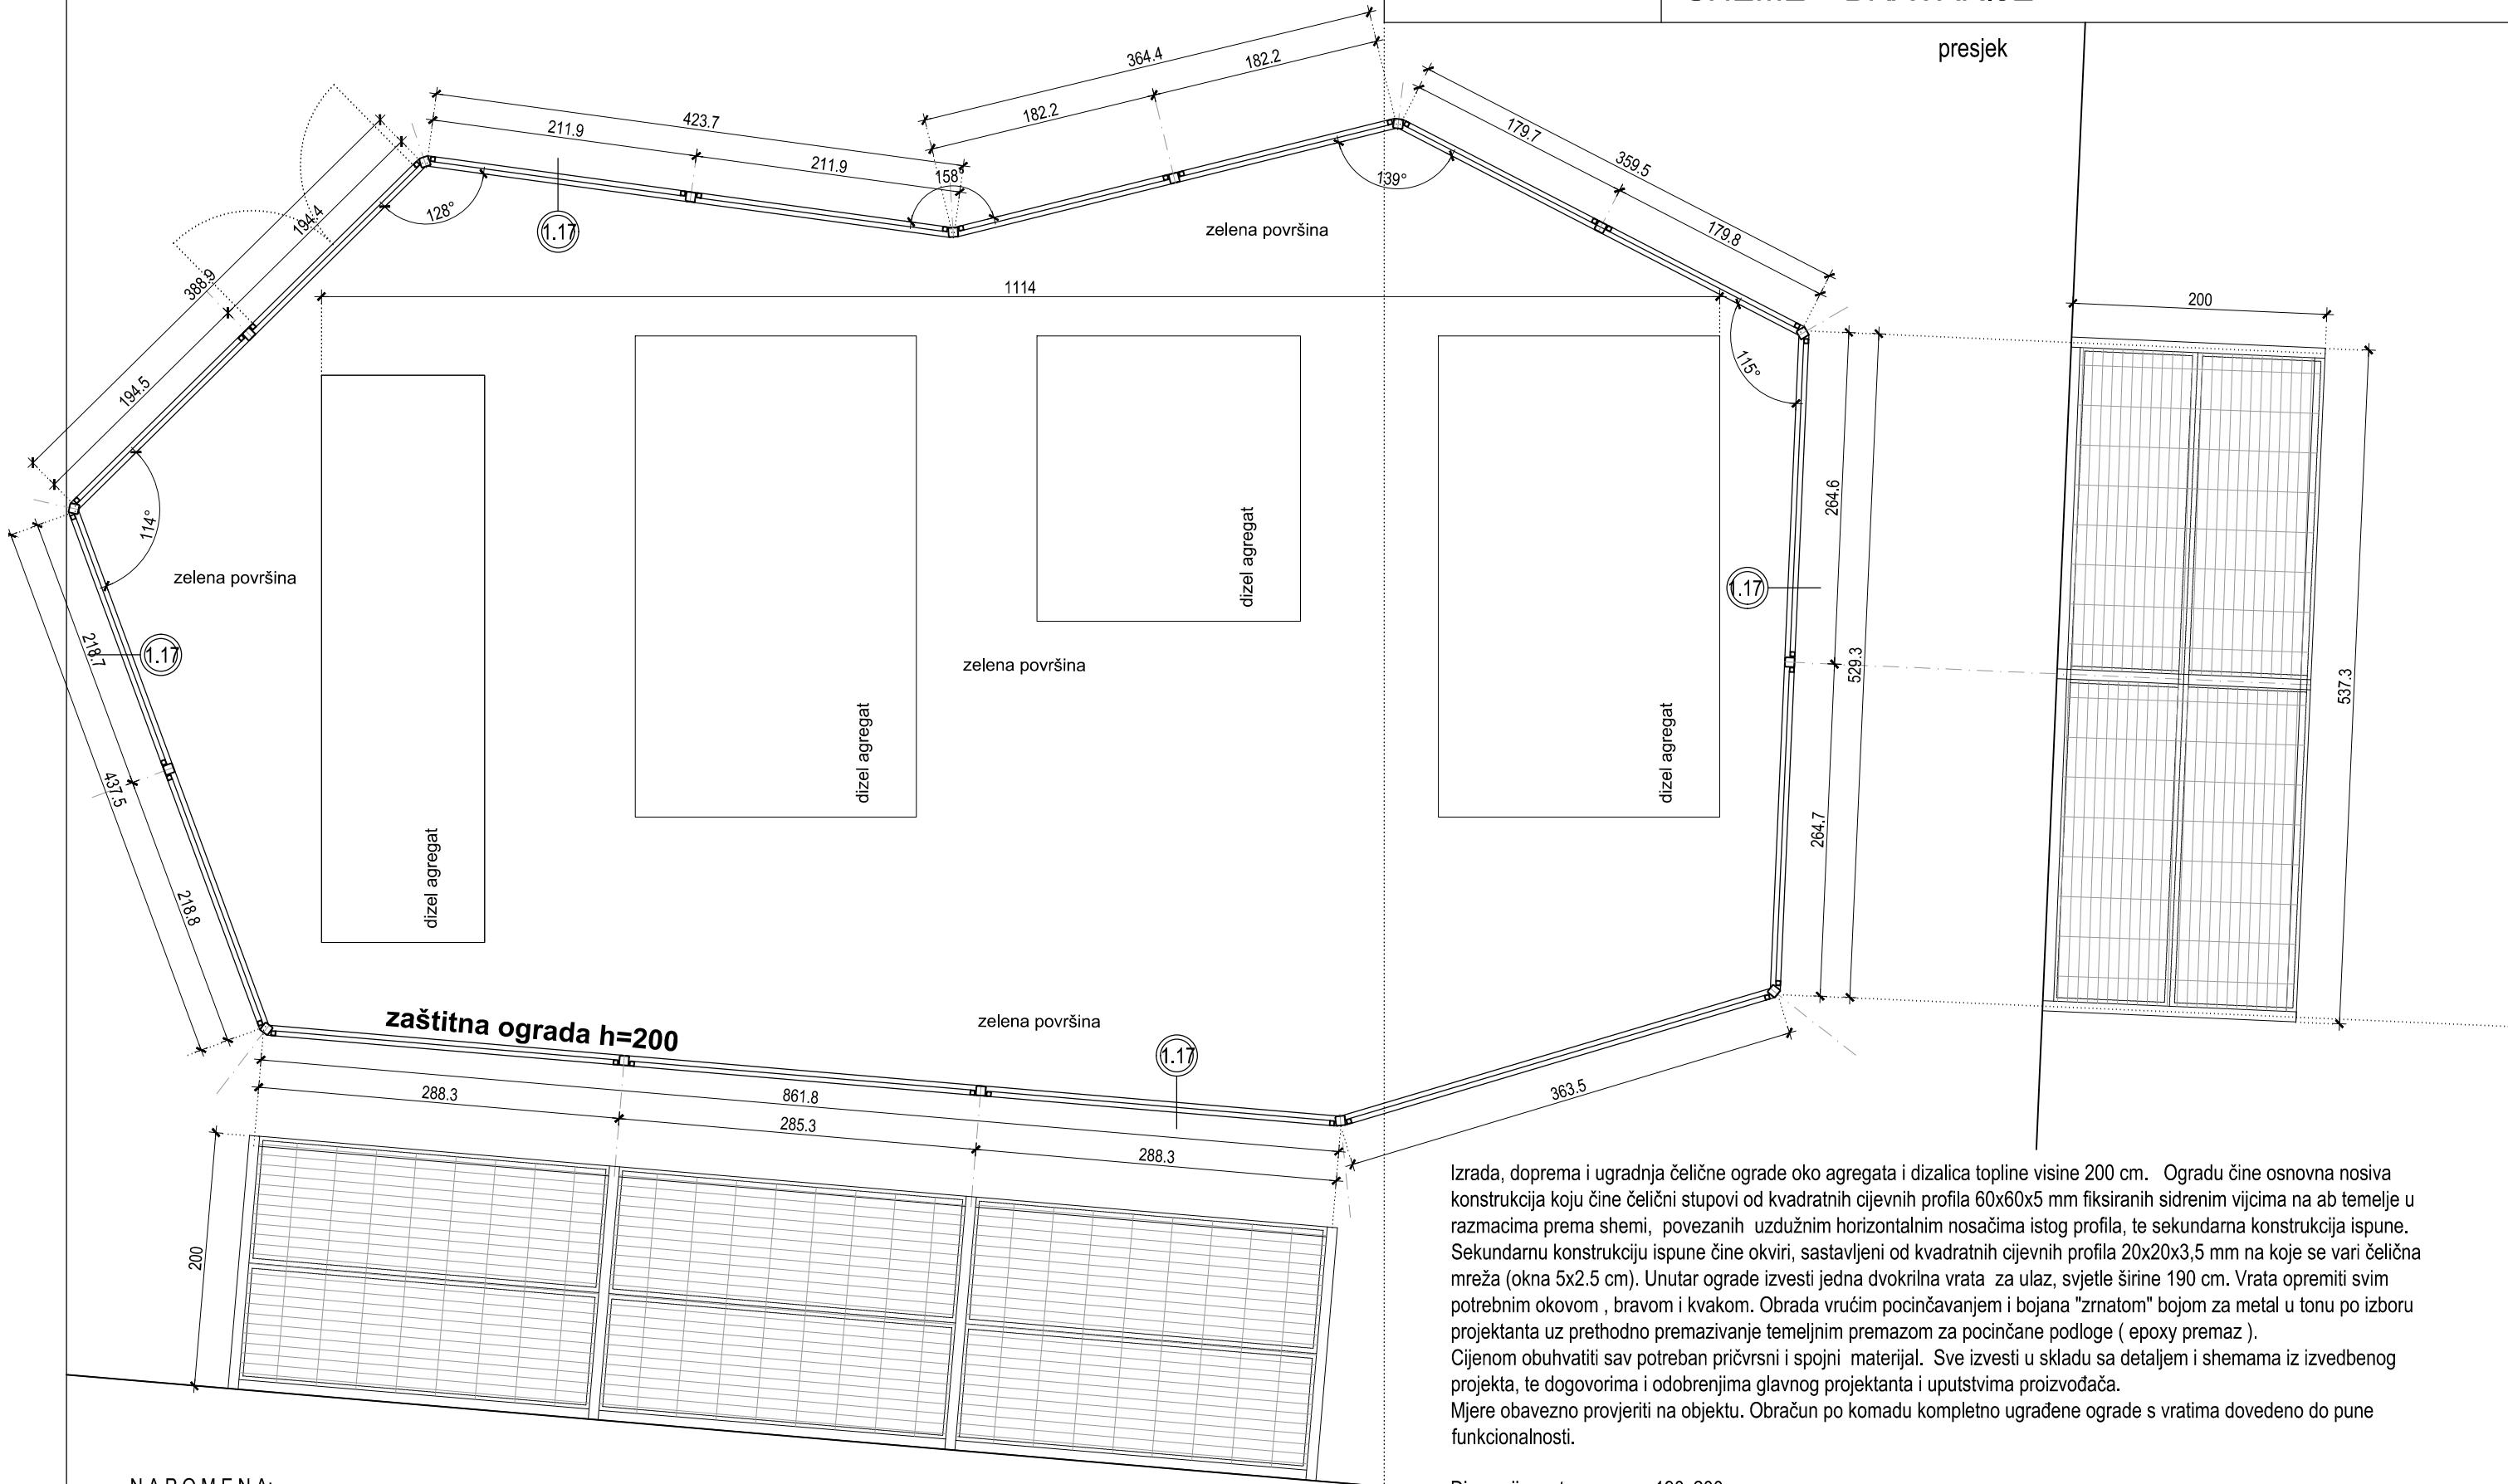 presjek
364.4
182.2
182.2
423.7
211.9
211.9
158°
179.7
359.5
179.8
139°
128°
1.17
zelena površina
194.4
388.9
194.5
1114
200
115°
114°
264.6
529.3
264.7
537.3
1.17
dizel agregat
dizel agregat
dizel agregat
dizel agregat
zelena površina
zelena površina
218.7
1.17
437.5
218.8
zaštitna ograda h=200
zelena površina
1.17
288.3
861.8
285.3
288.3
363.5
200
Izrada, doprema i ugradnja čelične ograde oko agregata i dizalica topline visine 200 cm. Ogradu čine osnovna nosiva
konstrukcija koju čine čelični stupovi od kvadratnih cijevnih profila 60x60x5 mm fiksiranih sidrenim vijcima na ab temelje u
razmacima prema shemi, povezanih uzdužnim horizontalnim nosačima istog profila, te sekundarna konstrukcija ispune.
Sekundarnu konstrukciju ispune čine okviri, sastavljeni od kvadratnih cijevnih profila 20x20x3,5 mm na koje se vari čelična
mreža (okna 5x2.5 cm). Unutar ograde izvesti jedna dvokrilna vrata za ulaz, svjetle širine 190 cm. Vrata opremiti svim
potrebnim okovom , bravom i kvakom. Obrada vrućim pocinčavanjem i bojana "zrnatom" bojom za metal u tonu po izboru
projektanta uz prethodno premazivanje temeljnim premazom za pocinčane podloge ( epoxy premaz ).
Cijenom obuhvatiti sav potreban pričvrsni i spojni materijal. Sve izvesti u skladu sa detaljem i shemama iz izvedbenog
projekta, te dogovorima i odobrenjima glavnog projektanta i uputstvima proizvođača.
Mjere obavezno provjeriti na objektu. Obračun po komadu kompletno ugrađene ograde s vratima dovedeno do pune
funkcionalnosti.